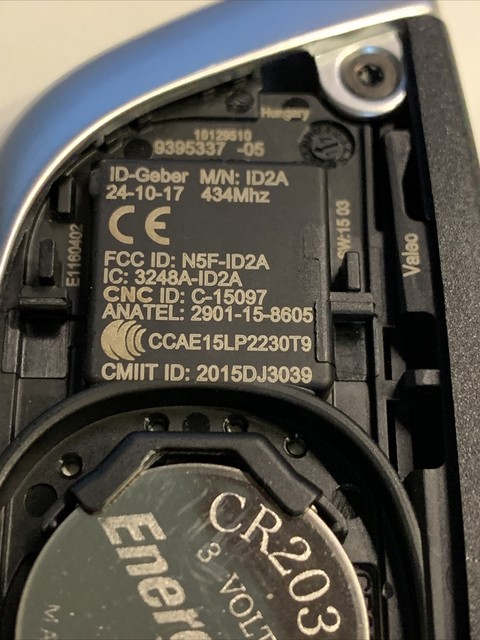 Hungary
18129510
9395337 -05
ID-Geber M/N: ID2A
24-10-17 434Mhz
CE
FCC ID: N5F-ID2A
IC: 3248A-ID2A
CNC ID: C-15097
ANATEL: 2901-15-8605
CCAE15LP2230T9
CMIIT ID: 2015DJ3039
E1160402
SW:15 03
Valeo
CR203
3 VOLT
Ener
MA